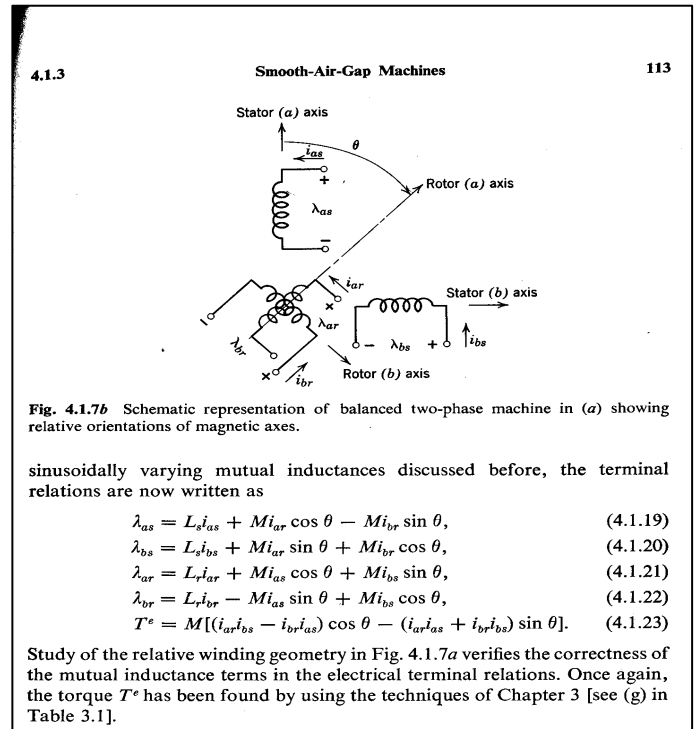 4.1.3 Smooth-Air-Gap Machines 113
Stator (a) axis
i_as
θ
Rotor (a) axis
+
λ_as
−
i_ar
Stator (b) axis
λ_ar
λ_br
− λ_bs + i_bs
i_br
Rotor (b) axis
Fig. 4.1.7b Schematic representation of balanced two-phase machine in (a) showing
relative orientations of magnetic axes.
sinusoidally varying mutual inductances discussed before, the terminal
relations are now written as
λ_as = L_s i_as + M i_ar cos θ − M i_br sin θ, (4.1.19)
λ_bs = L_s i_bs + M i_ar sin θ + M i_br cos θ, (4.1.20)
λ_ar = L_r i_ar + M i_as cos θ + M i_bs sin θ, (4.1.21)
λ_br = L_r i_br − M i_as sin θ + M i_bs cos θ, (4.1.22)
T^e = M[(i_ar i_bs − i_br i_as) cos θ − (i_ar i_as + i_br i_bs) sin θ]. (4.1.23)
Study of the relative winding geometry in Fig. 4.1.7a verifies the correctness of
the mutual inductance terms in the electrical terminal relations. Once again,
the torque T^e has been found by using the techniques of Chapter 3 [see (g) in
Table 3.1].